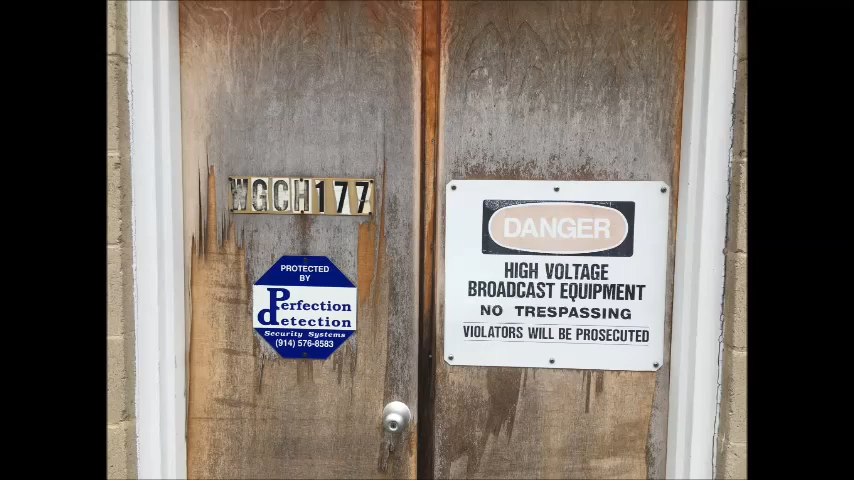 WGCH177
PROTECTED
BY
Perfection
detection
Security Systems
(914) 576-8583
DANGER
HIGH VOLTAGE
BROADCAST EQUIPMENT
NO TRESPASSING
VIOLATORS WILL BE PROSECUTED